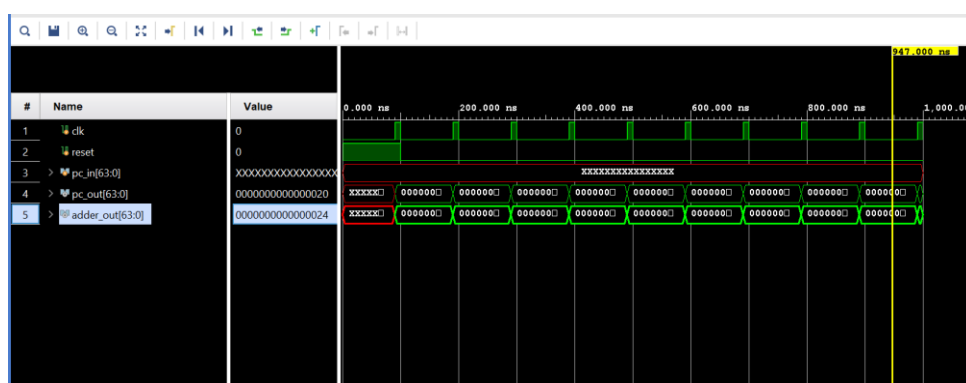 947.000 ns
# Name Value 0.000 ns 200.000 ns 400.000 ns 600.000 ns 800.000 ns 1,000.0
1 clk 0
2 reset 0
3 pc_in[63:0] XXXXXXXXXXXXXXXX XXXXXXXXXXXXXXXX
4 pc_out[63:0] 0000000000000020 XXXXX 000000 000000 000000 000000 000000 000000 000000 000000 000000
5 adder_out[63:0] 0000000000000024 XXXXX 000000 000000 000000 000000 000000 000000 000000 000000 000000